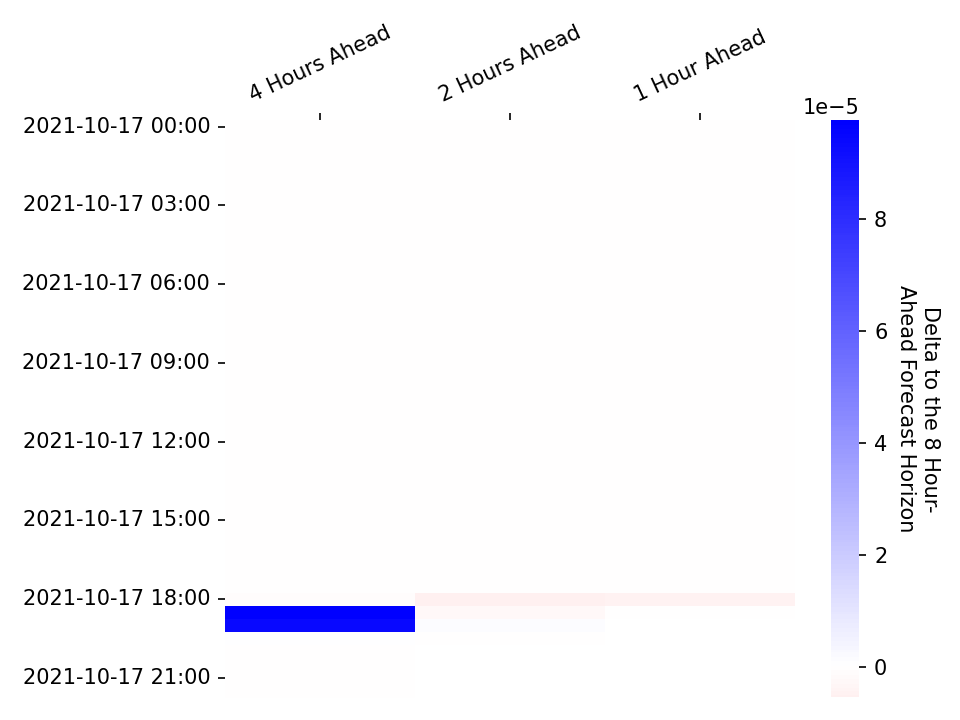 4 Hours Ahead
2 Hours Ahead
1 Hour Ahead
1e−5
2021-10-17 00:00
2021-10-17 03:00
2021-10-17 06:00
2021-10-17 09:00
2021-10-17 12:00
2021-10-17 15:00
2021-10-17 18:00
2021-10-17 21:00
8
6
4
2
0
Delta to the 8 Hour-
Ahead Forecast Horizon